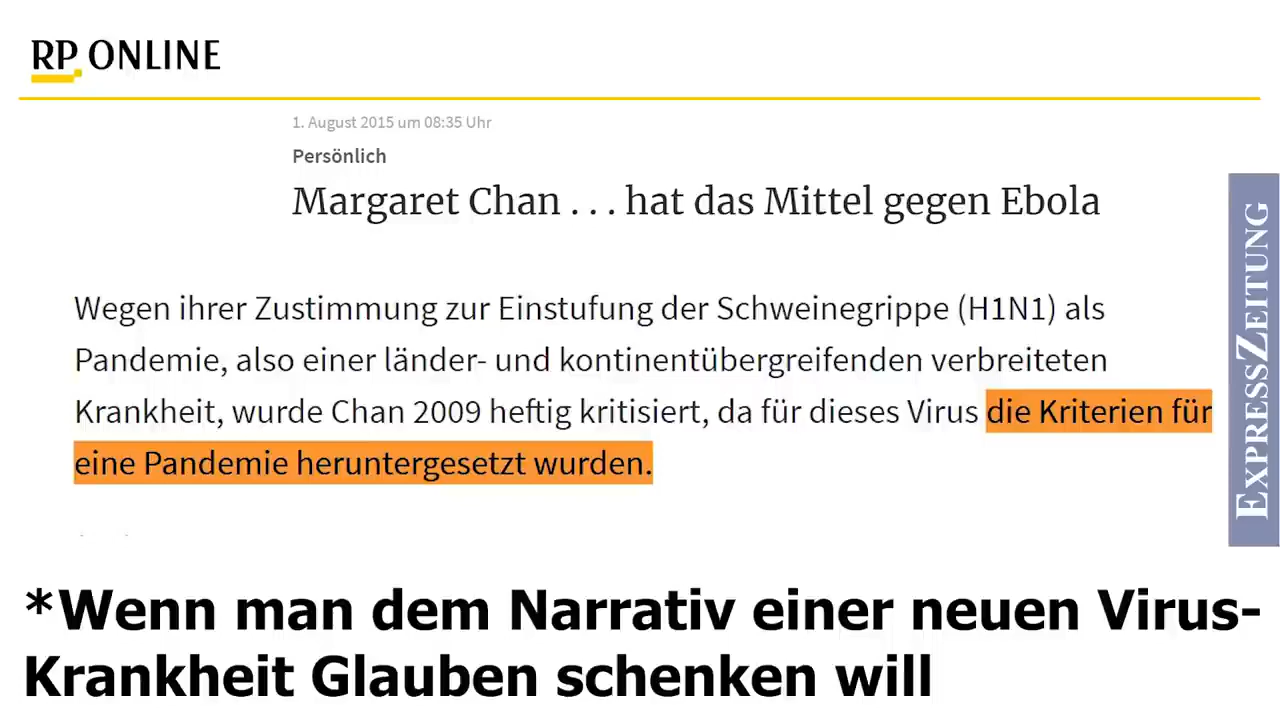 RP ONLINE
1. August 2015 um 08:35 Uhr
Persönlich
Margaret Chan . . . hat das Mittel gegen Ebola
Wegen ihrer Zustimmung zur Einstufung der Schweinegrippe (H1N1) als
Pandemie, also einer länder- und kontinentübergreifenden verbreiteten
Krankheit, wurde Chan 2009 heftig kritisiert, da für dieses Virus die Kriterien für
eine Pandemie heruntergesetzt wurden.
EXPRESSZEITUNG
*Wenn man dem Narrativ einer neuen Virus-
Krankheit Glauben schenken will